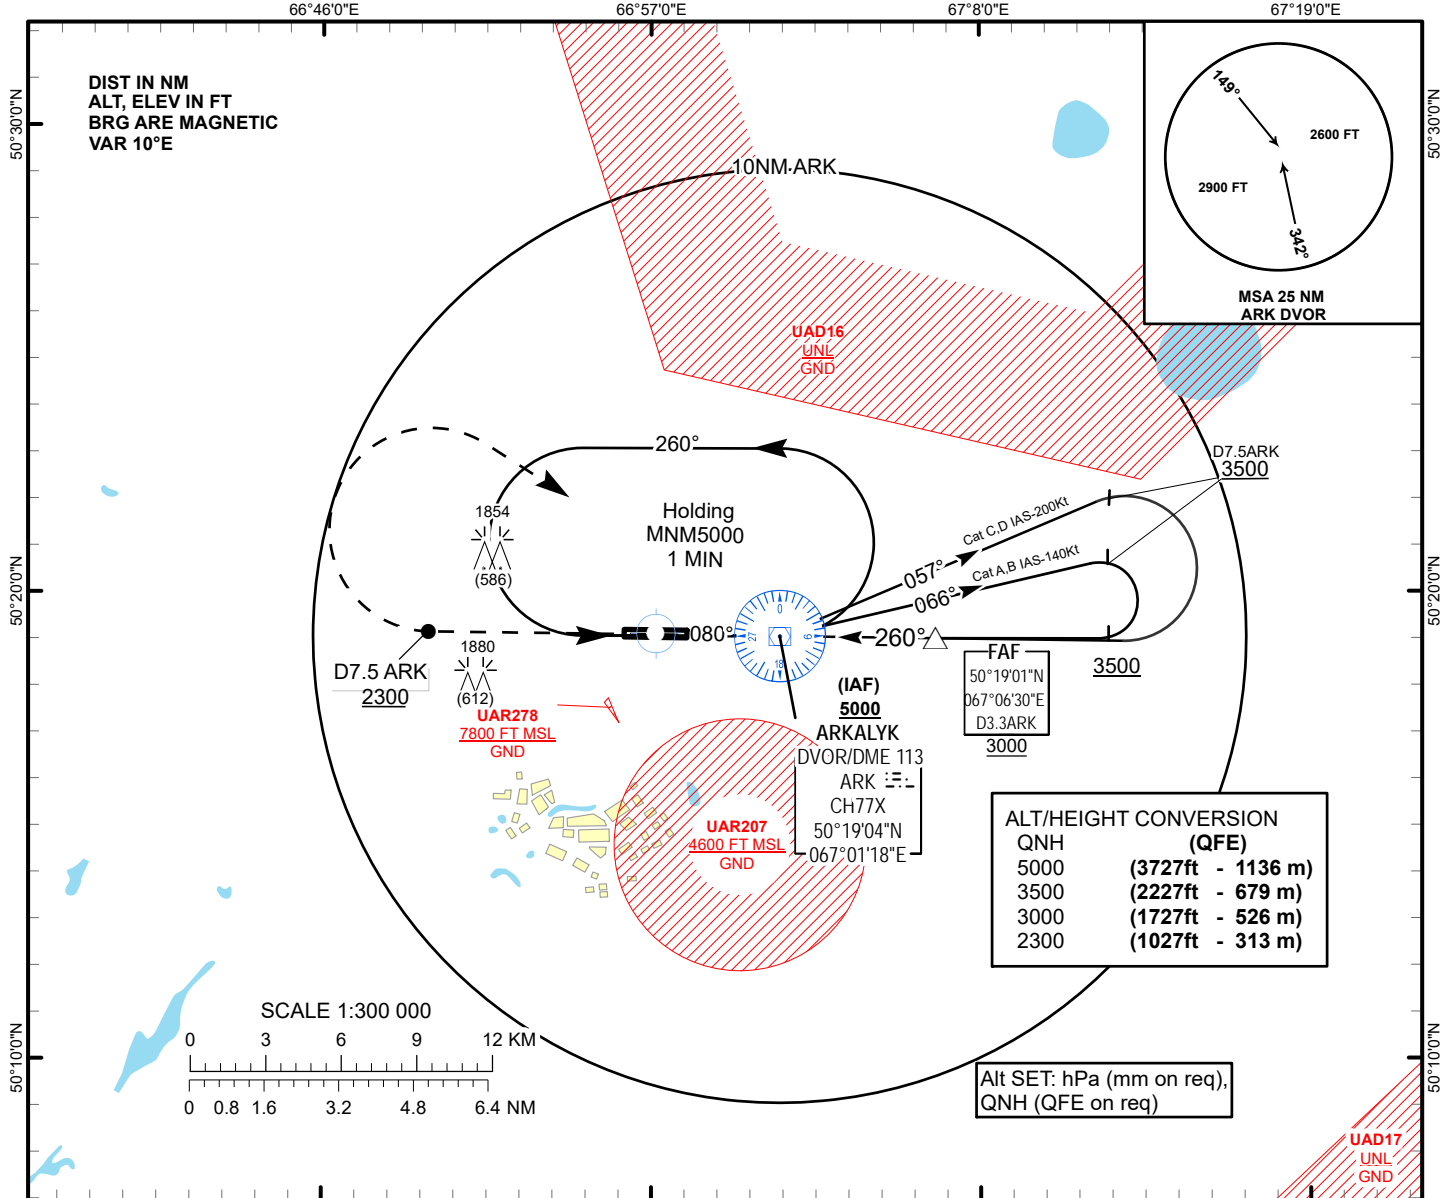 66°46'0"E
66°57'0"E
67°8'0"E
67°19'0"E
50°30'0"N
50°30'0"N
DIST IN NM
ALT, ELEV IN FT
BRG ARE MAGNETIC
VAR 10°E
149°
2600 FT
2900 FT
342°
MSA 25 NM
ARK DVOR
10NM ARK
UAD16
UNL
GND
260°
D7.5ARK
3500
Holding
MNM5000
1 MIN
1854
(586)
Cat C,D IAS-200Kt
057°
Cat A,B IAS-140Kt
066°
50°20'0"N
50°20'0"N
0
9
18
27
080°
260°
D7.5 ARK
2300
1880
(612)
3500
FAF
50°19'01"N
067°06'30"E
D3.3ARK
3000
(IAF)
5000
ARKALYK
DVOR/DME 113
ARK
CH77X
50°19'04"N
067°01'18"E
UAR278
7800 FT MSL
GND
UAR207
4600 FT MSL
GND
ALT/HEIGHT CONVERSION
QNH (QFE)
5000 (3727ft - 1136 m)
3500 (2227ft - 679 m)
3000 (1727ft - 526 m)
2300 (1027ft - 313 m)
SCALE 1:300 000
0 3 6 9 12 KM
0 0.8 1.6 3.2 4.8 6.4 NM
50°10'0"N
50°10'0"N
Alt SET: hPa (mm on req),
QNH (QFE on req)
UAD17
UNL
GND